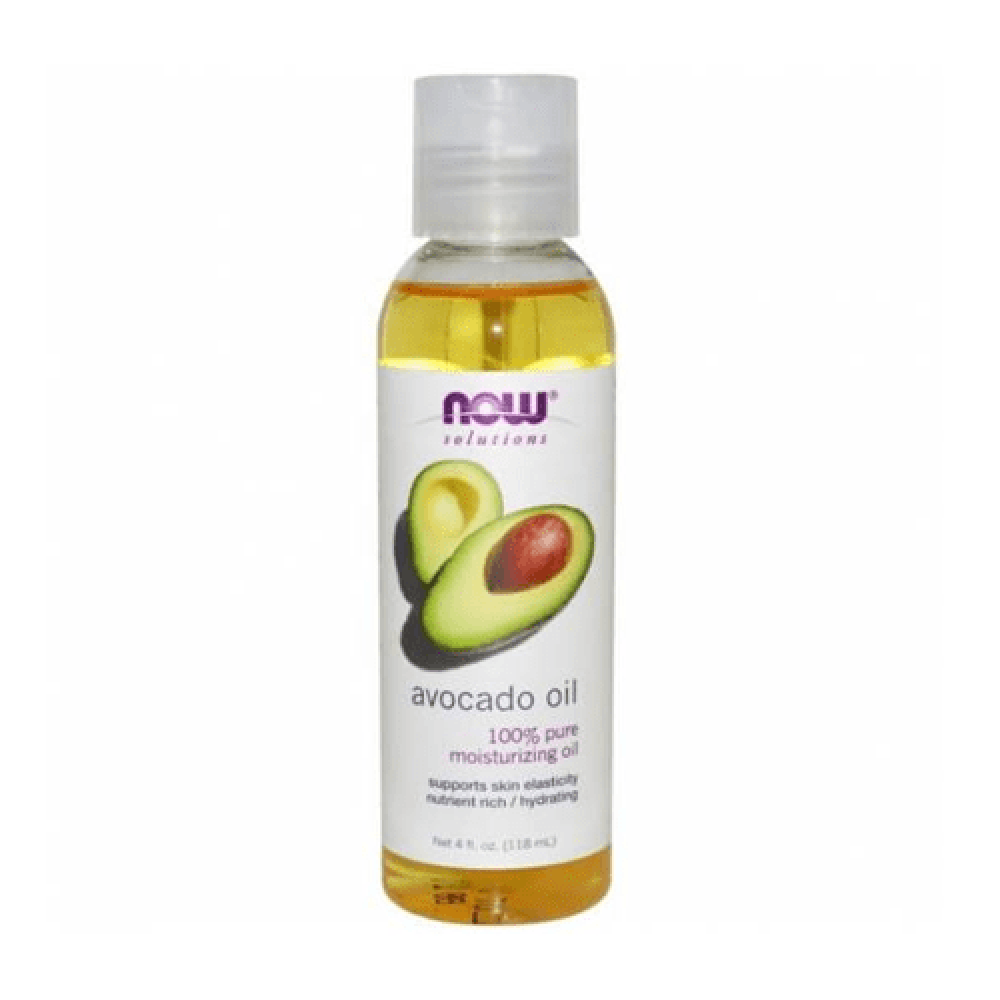 now®
solutions
avocado oil
100% pure
moisturizing oil
supports skin elasticity
nutrient rich / hydrating
Net 4 fl. oz. (118 mL)